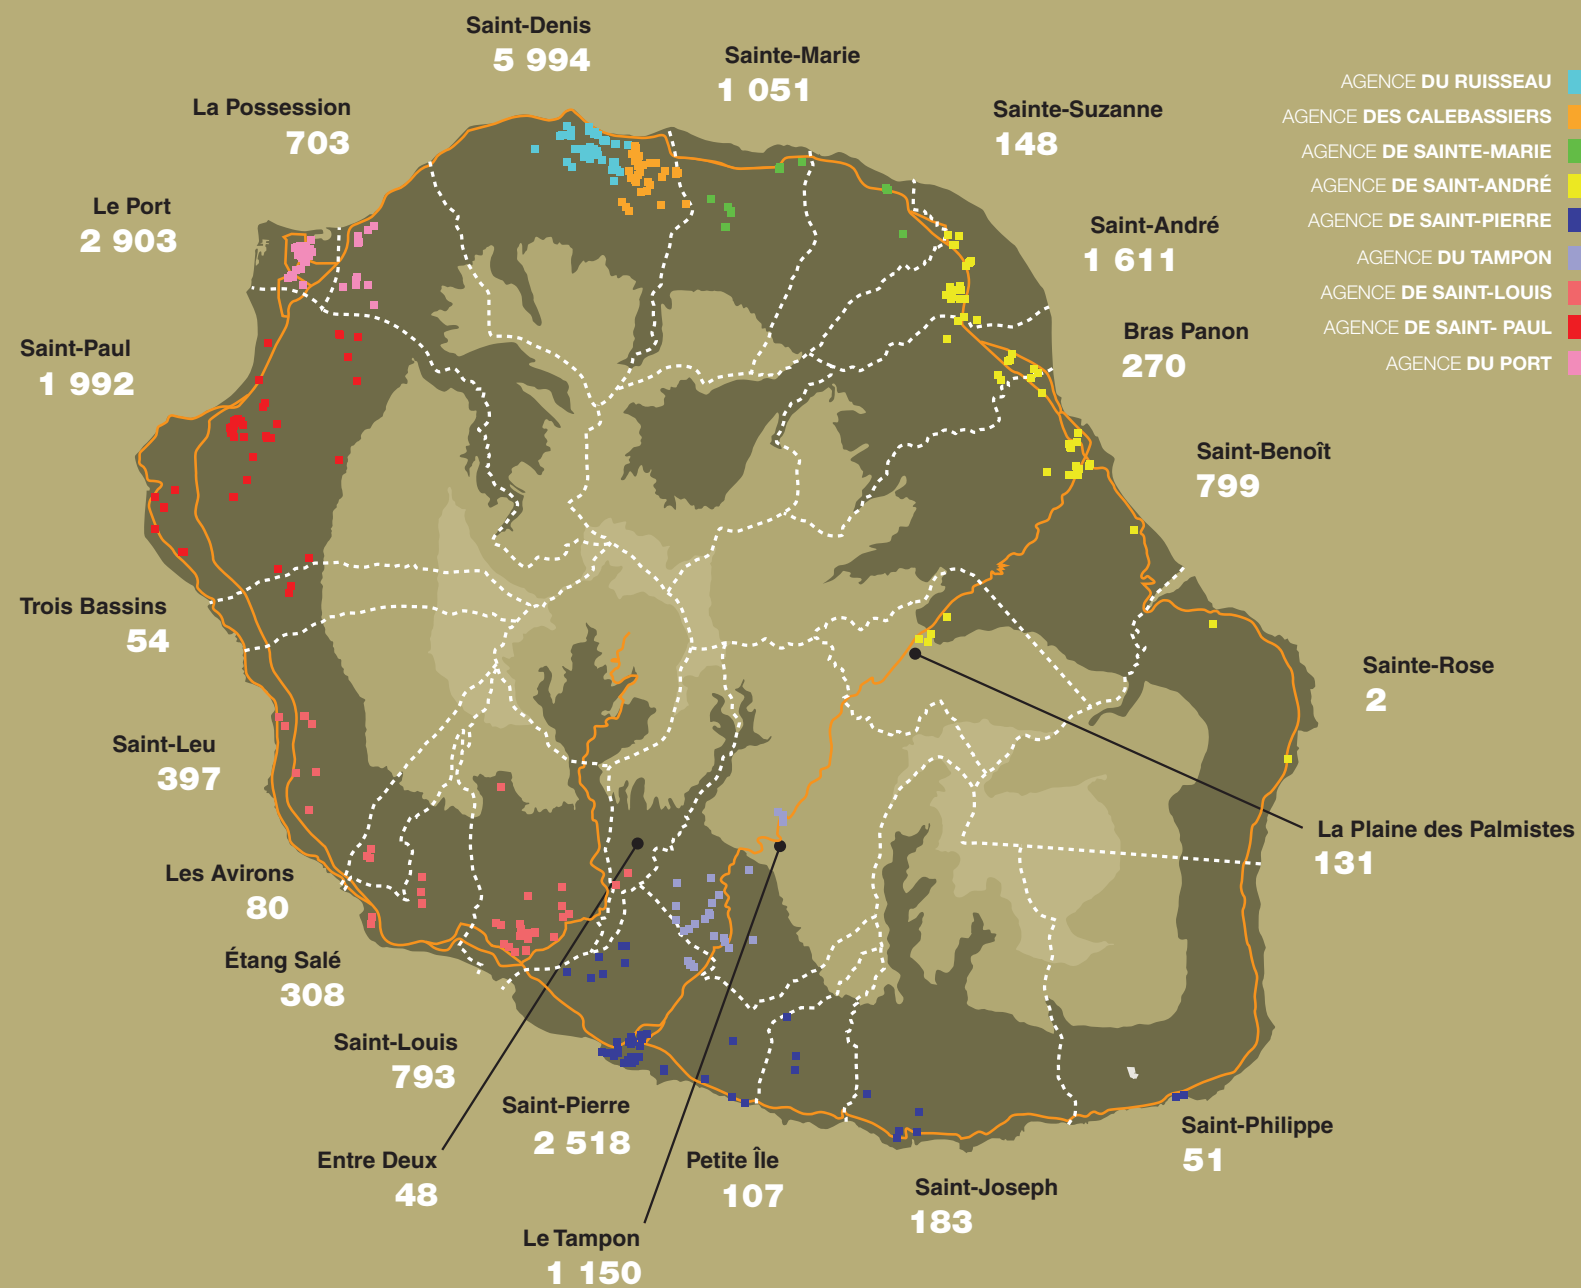 Saint-Denis
5 994
Sainte-Marie
1 051
La Possession
703
Sainte-Suzanne
148
Le Port
2 903
Saint-André
1 611
Bras Panon
270
Saint-Paul
1 992
Saint-Benoît
799
Trois Bassins
54
Sainte-Rose
2
Saint-Leu
397
La Plaine des Palmistes
131
Les Avirons
80
Étang Salé
308
Saint-Louis
793
Saint-Pierre
2 518
Entre Deux
48
Petite Île
107
Saint-Philippe
51
Saint-Joseph
183
Le Tampon
1 150
AGENCE DU RUISSEAU
AGENCE DES CALEBASSIERS
AGENCE DE SAINTE-MARIE
AGENCE DE SAINT-ANDRÉ
AGENCE DE SAINT-PIERRE
AGENCE DU TAMPON
AGENCE DE SAINT-LOUIS
AGENCE DE SAINT- PAUL
AGENCE DU PORT